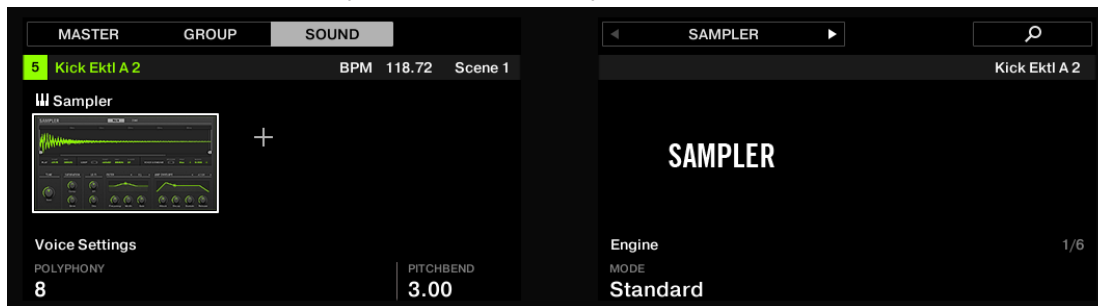 MASTER GROUP SOUND
5 Kick Ektl A 2 BPM 118.72 Scene 1
Sampler
Voice Settings
POLYPHONY PITCHBEND
8 3.00
SAMPLER
Kick Ektl A 2
SAMPLER
Engine 1/6
MODE
Standard